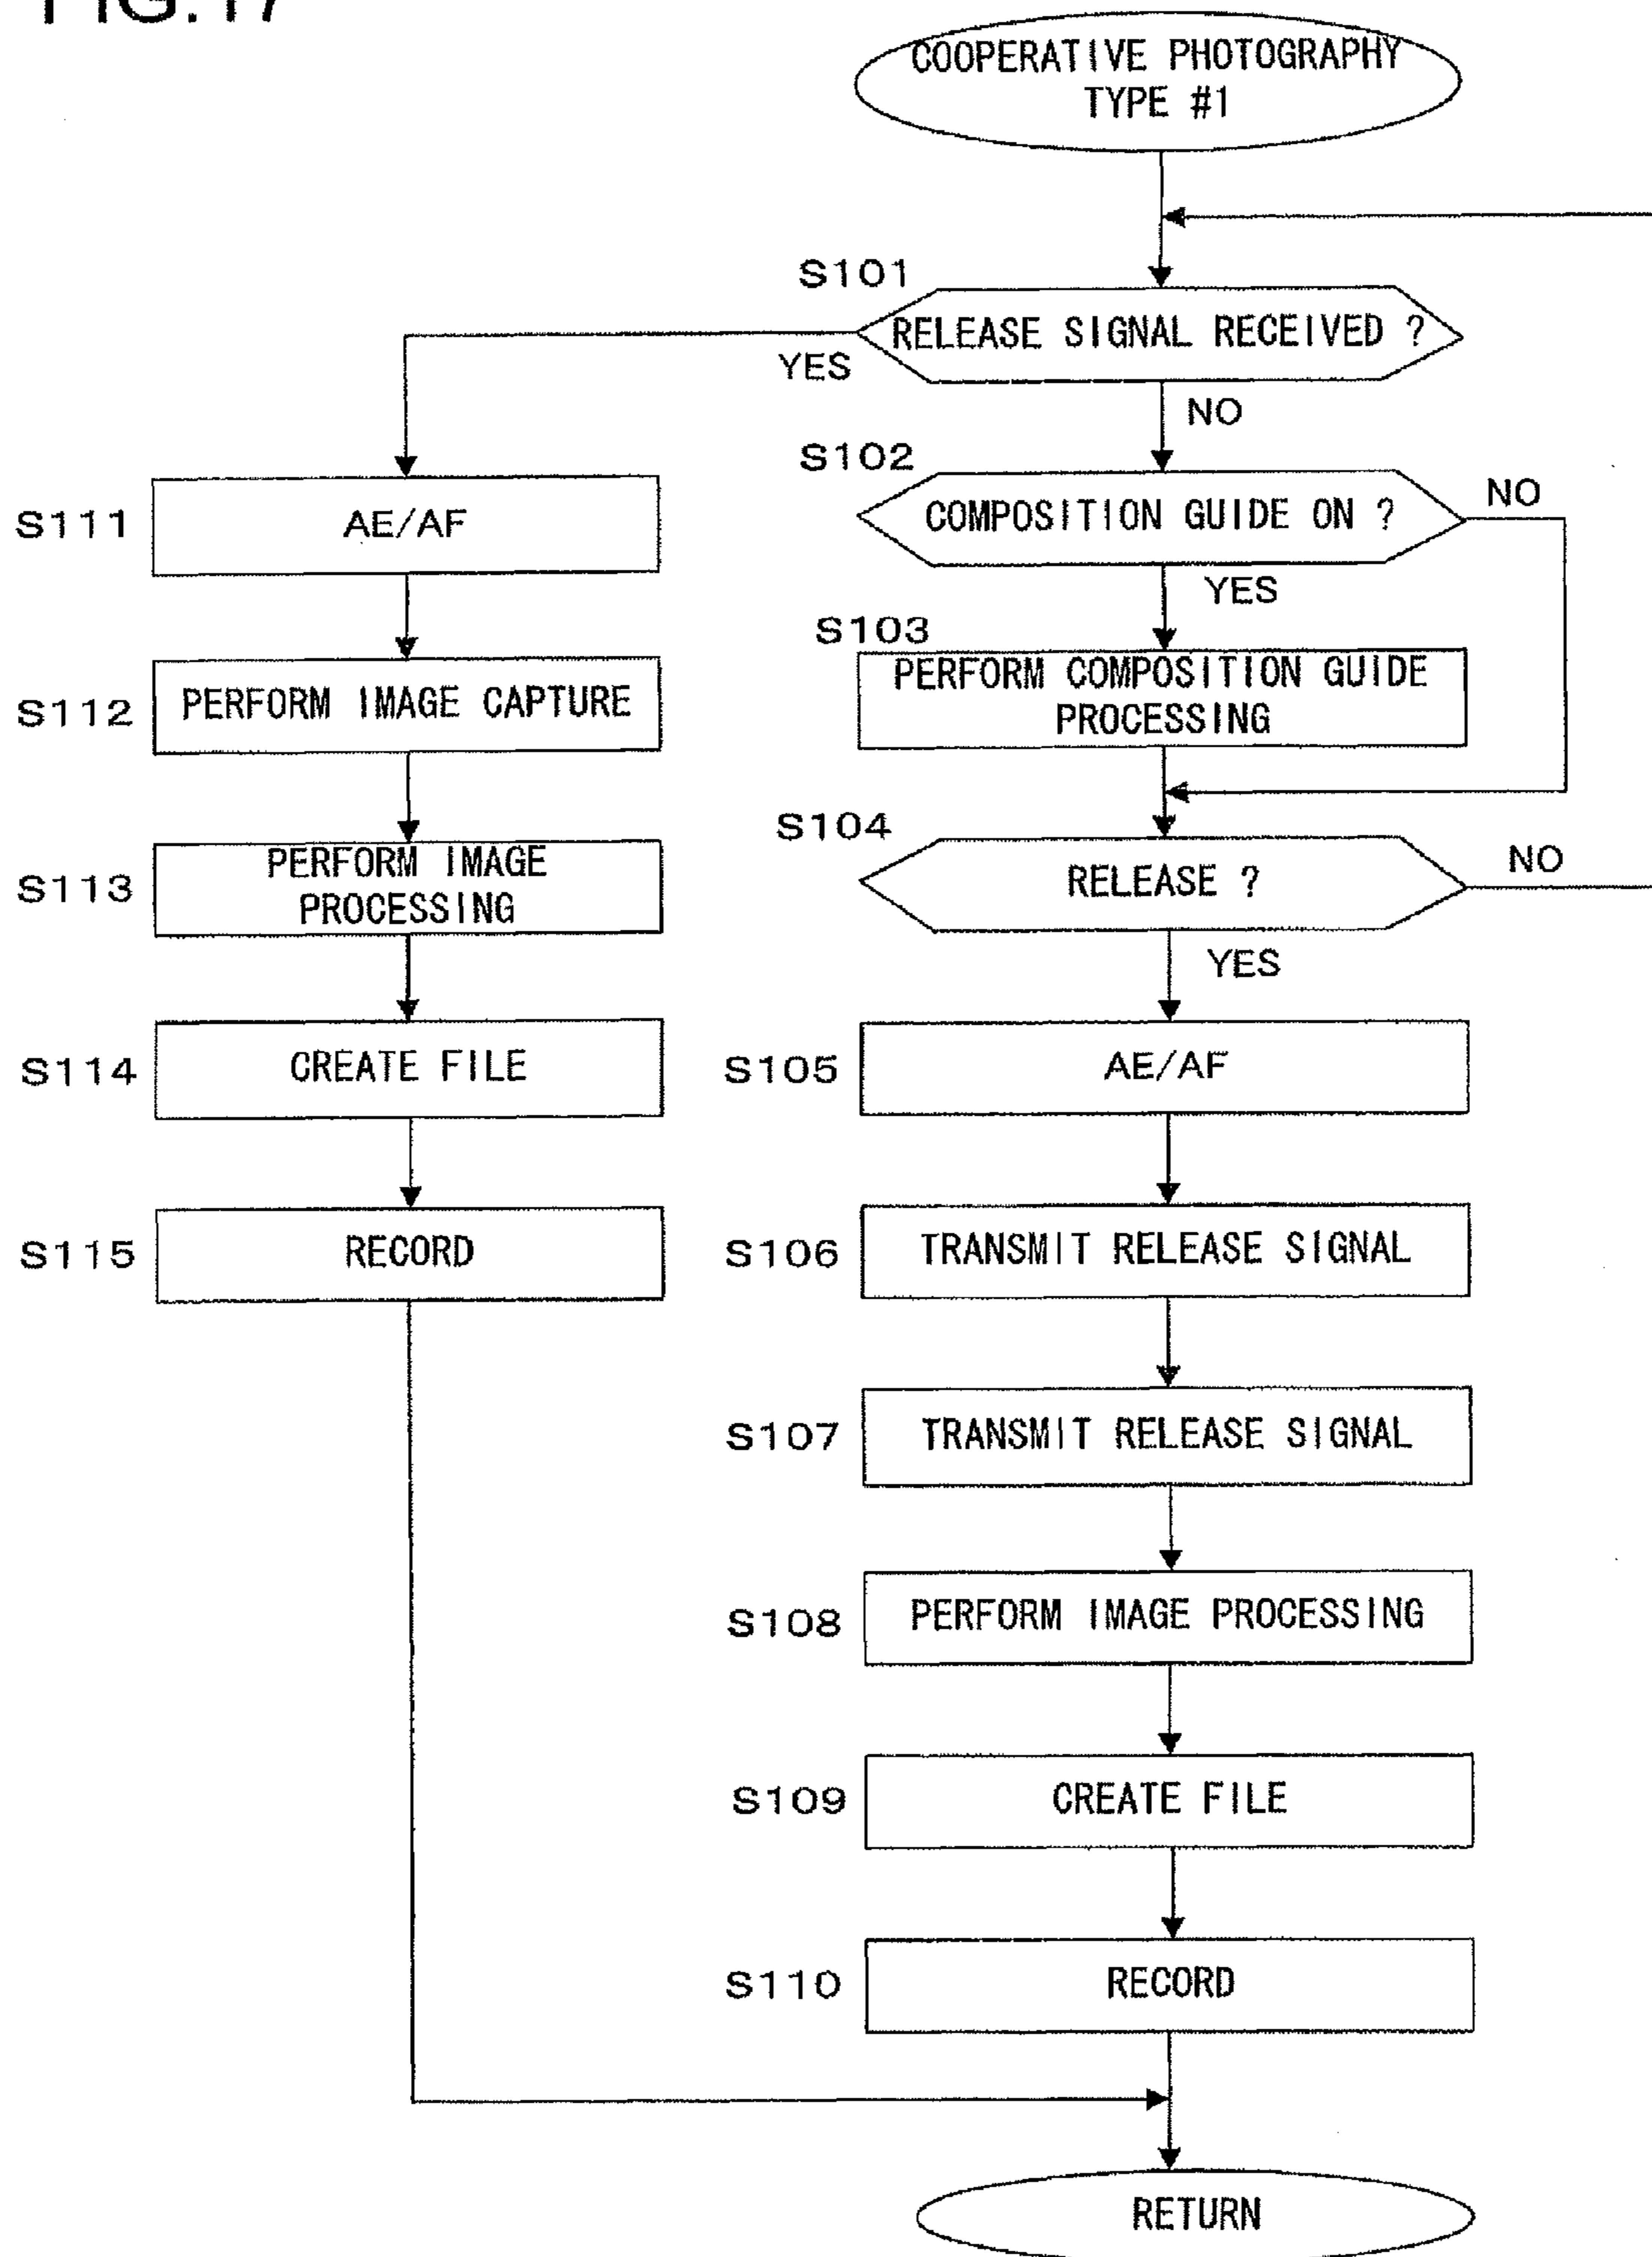 FIG. 17
COOPERATIVE PHOTOGRAPHY
TYPE #1
S101
RELEASE SIGNAL RECEIVED ?
YES
NO
S102
COMPOSITION GUIDE ON ?
NO
YES
S103
PERFORM COMPOSITION GUIDE
PROCESSING
S104
RELEASE ?
NO
YES
S105
AE/AF
S106
TRANSMIT RELEASE SIGNAL
S107
TRANSMIT RELEASE SIGNAL
S108
PERFORM IMAGE PROCESSING
S109
CREATE FILE
S110
RECORD
S111
AE/AF
S112
PERFORM IMAGE CAPTURE
S113
PERFORM IMAGE
PROCESSING
S114
CREATE FILE
S115
RECORD
RETURN